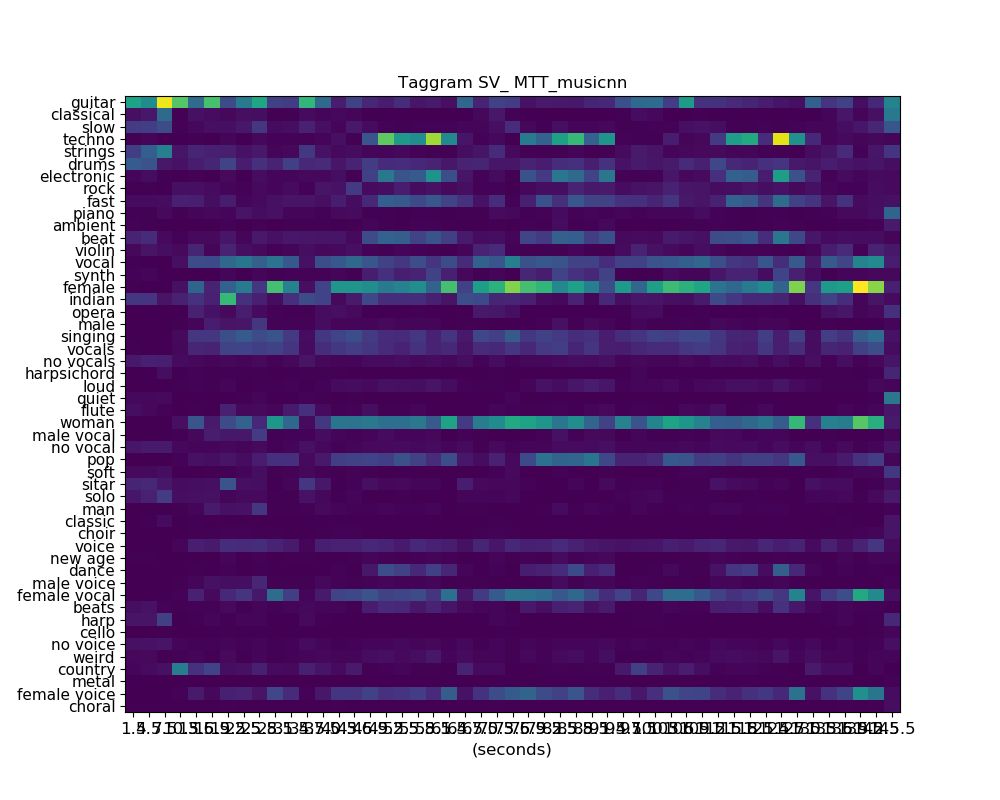 Taggram SV_ MTT_musicnn
guitar
classical
slow
techno
strings
drums
electronic
rock
fast
piano
ambient
beat
violin
vocal
synth
female
indian
opera
male
singing
vocals
no vocals
harpsichord
loud
quiet
flute
woman
male vocal
no vocal
pop
soft
sitar
solo
man
classic
choir
voice
new age
dance
male voice
female vocal
beats
harp
cello
no voice
weird
country
metal
female voice
choral
(seconds)